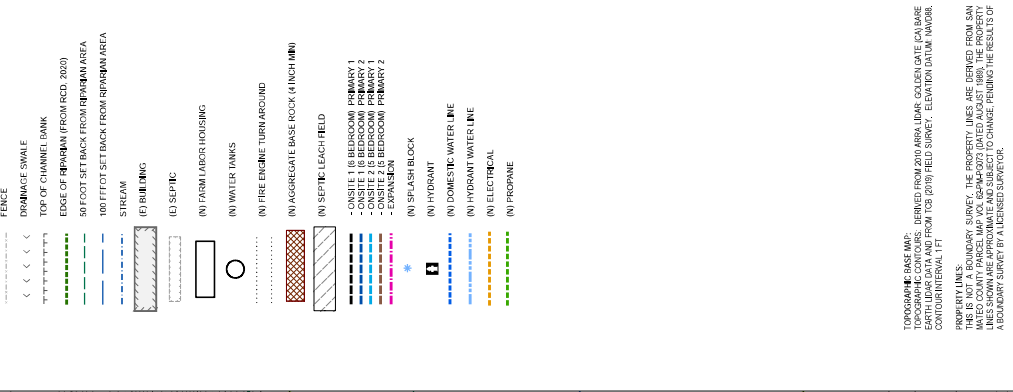 FENCE
DRAINAGE SWALE
TOP OF CHANNEL BANK
EDGE OF RIPARIAN (FROM RCD, 2020)
50 FOOT SET BACK FROM RIPARIAN AREA
100 FFFOT SET BACK FROM RIPARIAN AREA
STREAM
(E) BUILDING
(E) SEPTIC
(N) FARM LABOR HOUSING
(N) WATER TANKS
(N) FIRE ENGINE TURN AROUND
(N) AGGREGATE BASE ROCK (4 INCH MIN)
(N) SEPTIC LEACH FIELD
- ONSITE 1 (6 BEDROOM) PRIMARY 1
- ONSITE 1 (6 BEDROOM) PRIMARY 2
- ONSITE 2 (5 BEDROOM) PRIMARY 1
- ONSITE 2 (5 BEDROOM) PRIMARY 2
- EXPANSION
(N) SPLASH BLOCK
(N) HYDRANT
(N) DOMESTIC WATER LINE
(N) HYDRANT WATER LINE
(N) ELECTRICAL
(N) PROPANE
TOPOGRAPHIC BASE MAP:
TOPOGRAPHIC CONTOURS: DERIVED FROM 2010 ARRA LIDAR: GOLDEN GATE (CA) BARE
EARTH LIDAR DATA AND FROM TCB (2019) FIELD SURVEY. ELEVATION DATUM: NAVD88,
CONTOUR INTERVAL: 1 FT
PROPERTY LINES:
THIS IS NOT A BOUNDARY SURVEY. THE PROPERTY LINES ARE DERIVED FROM SAN
MATEO COUNTY PARCEL MAP VOL 62-PM-PG073 (DATED AUGUST 1989). THE PROPERTY
LINES SHOWN ARE APPROXIMATE AND SUBJECT TO CHANGE, PENDING THE RESULTS OF
A BOUNDARY SURVEY BY A LICENSED SURVEYOR.